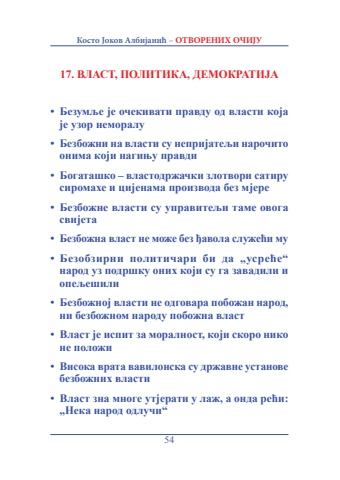 Косто Јоков Албијанић – ОТВОРЕНИХ ОЧИЈУ
17. ВЛАСТ, ПОЛИТИКА, ДЕМОКРАТИЈА
• Безумље је очекивати правду од власти која
је узор неморалу
• Безбожни на власти су непријатељи нарочито
онима који нагињу правди
• Богаташко – властодржачки злотвори сатиру
сиромахе и цијенама производа без мјере
• Безбожне власти су управитељи таме овога
свијета
• Безбожна власт не може без ђавола служећи му
• Безобзирни политичари би да „усреће“
народ уз подршку оних који су га завадили и
опељешили
• Безбожној власти не одговара побожан народ,
ни безбожном народу побожна власт
• Власт је испит за моралност, који скоро нико
не положи
• Висока врата вавилонска су државне установе
безбожних власти
• Власт зна многе утјерати у лаж, а онда рећи:
„Нека народ одлучи“
54